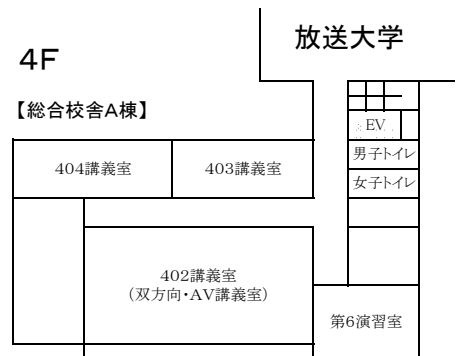 放送大学
4F
【総合校舎A棟】
EV
男子トイレ
404講義室
403講義室
女子トイレ
402講義室
(双方向・AV講義室)
第6演習室